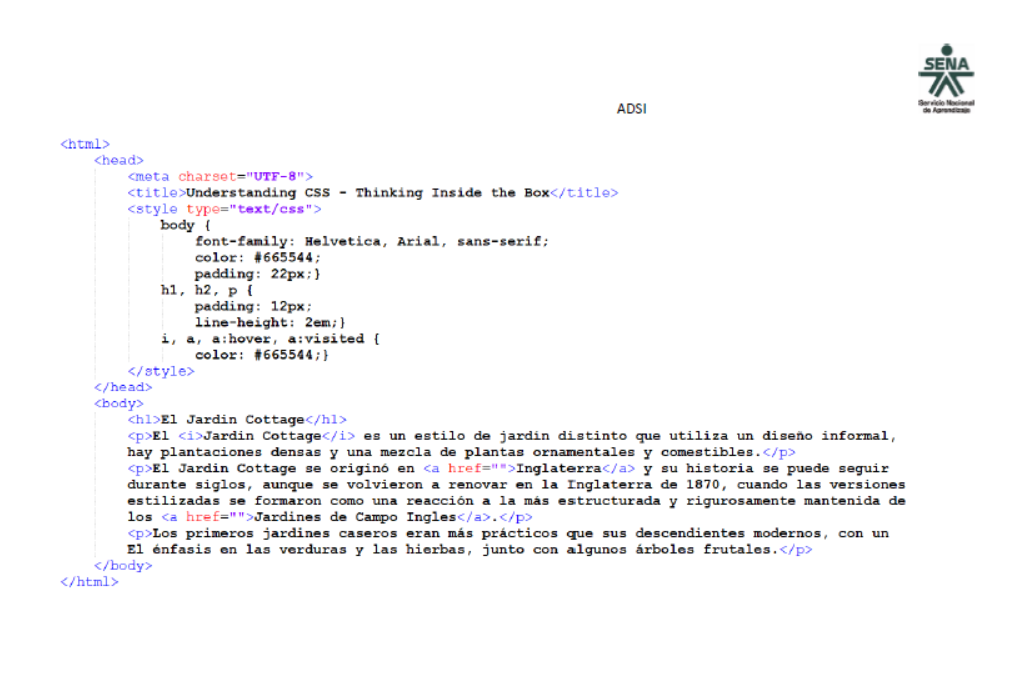 SENA
Servicio Nacional
de Aprendizaje
ADSI
<html>
<head>
<meta charset="UTF-8">
<title>Understanding CSS - Thinking Inside the Box</title>
<style type="text/css">
body {
font-family: Helvetica, Arial, sans-serif;
color: #665544;
padding: 22px;}
h1, h2, p {
padding: 12px;
line-height: 2em;}
i, a, a:hover, a:visited {
color: #665544;}
</style>
</head>
<body>
<h1>El Jardin Cottage</h1>
<p>El <i>Jardin Cottage</i> es un estilo de jardin distinto que utiliza un diseño informal,
hay plantaciones densas y una mezcla de plantas ornamentales y comestibles.</p>
<p>El Jardin Cottage se originó en <a href="">Inglaterra</a> y su historia se puede seguir
durante siglos, aunque se volvieron a renovar en la Inglaterra de 1870, cuando las versiones
estilizadas se formaron como una reacción a la más estructurada y rigurosamente mantenida de
los <a href="">Jardines de Campo Ingles</a>.</p>
<p>Los primeros jardines caseros eran más prácticos que sus descendientes modernos, con un
El énfasis en las verduras y las hierbas, junto con algunos árboles frutales.</p>
</body>
</html>